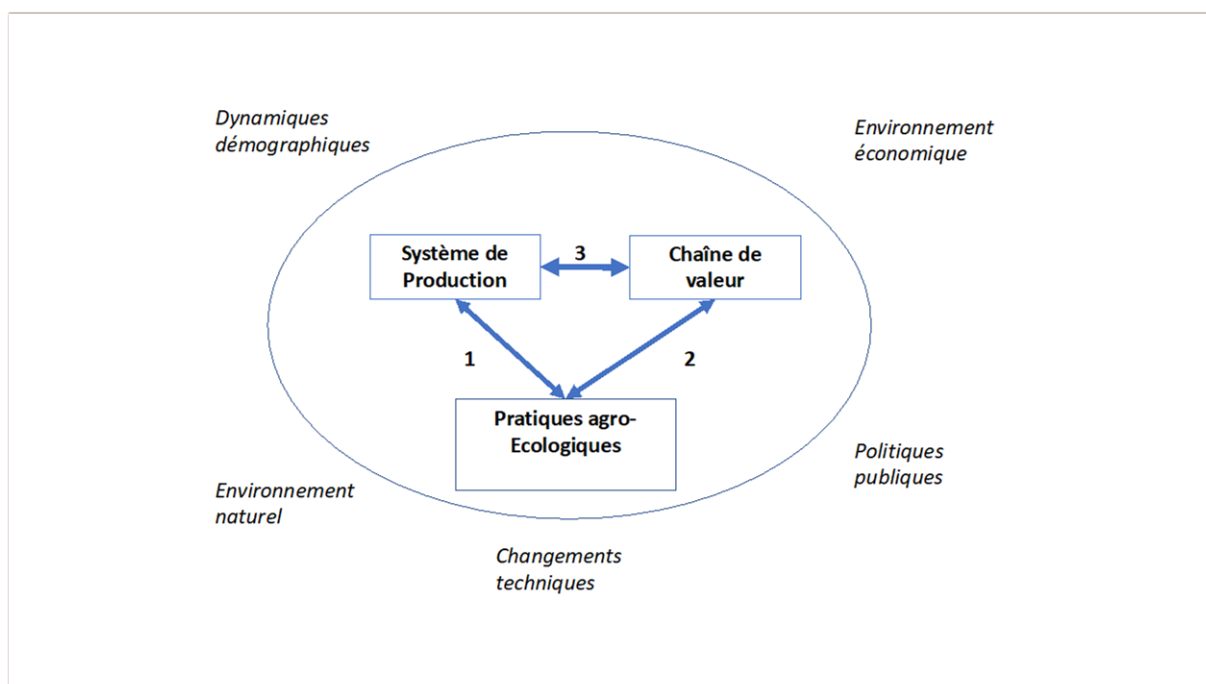 Dynamiques
démographiques
Environnement
économique
Système de
Production
3
Chaîne de
valeur
1
2
Pratiques agro-
Ecologiques
Politiques
publiques
Environnement
naturel
Changements
techniques